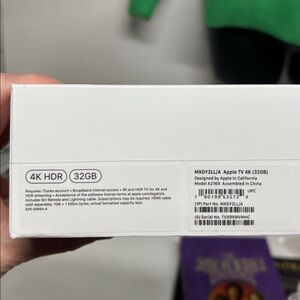 4K HDR 32GB
Requires: iTunes account • Broadband Internet access • 4K and HDR TV for 4K and
HDR streaming • Acceptance of the software license terms at apple.com/legal/sla.
Includes Siri Remote and Lightning cable. Subscriptions may be required. HDMI cable
sold separately. 1GB = 1 billion bytes; actual formatted capacity less.
MXGY2LL/A Apple TV 4K (32GB)
Designed by Apple in California
Model A2169 Assembled in China
UPC
(1P) Part No. MXGY2LL/A
(S) Serial No.